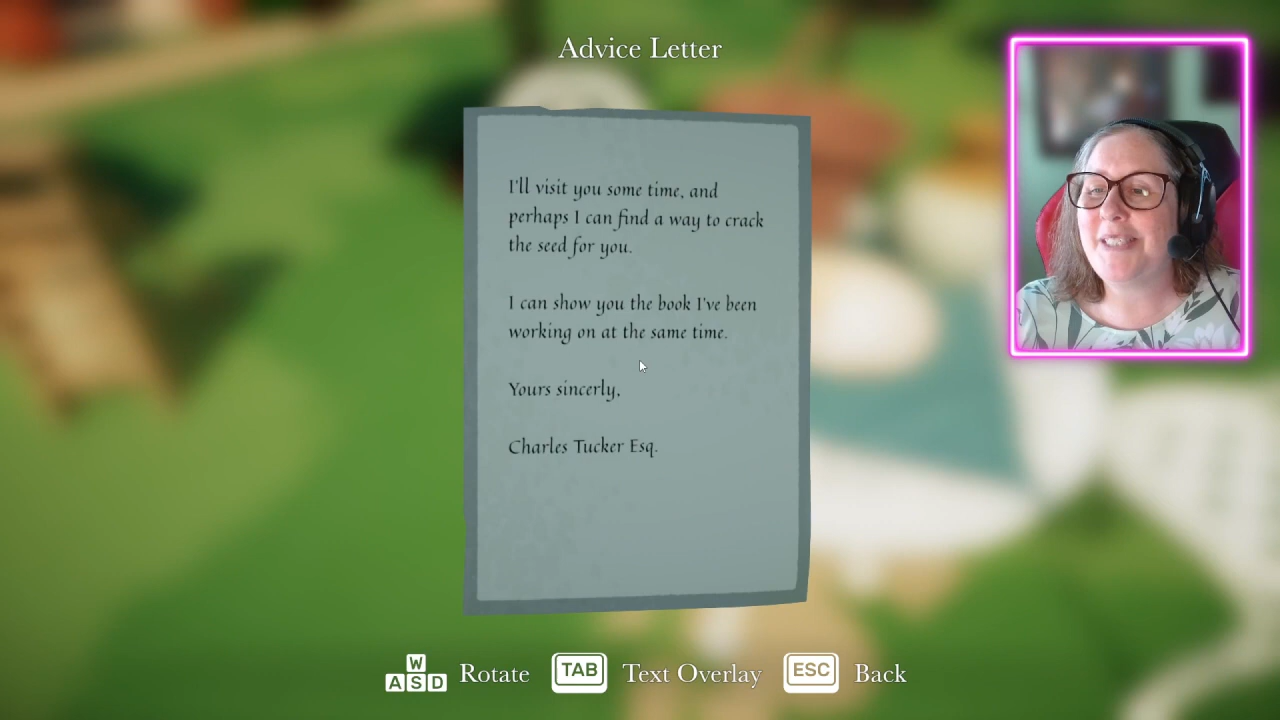 Advice Letter
I'll visit you some time, and
perhaps I can find a way to crack
the seed for you.
I can show you the book I've been
working on at the same time.
Yours sincerly,
Charles Tucker Esq.
W
A S D Rotate TAB Text Overlay ESC Back